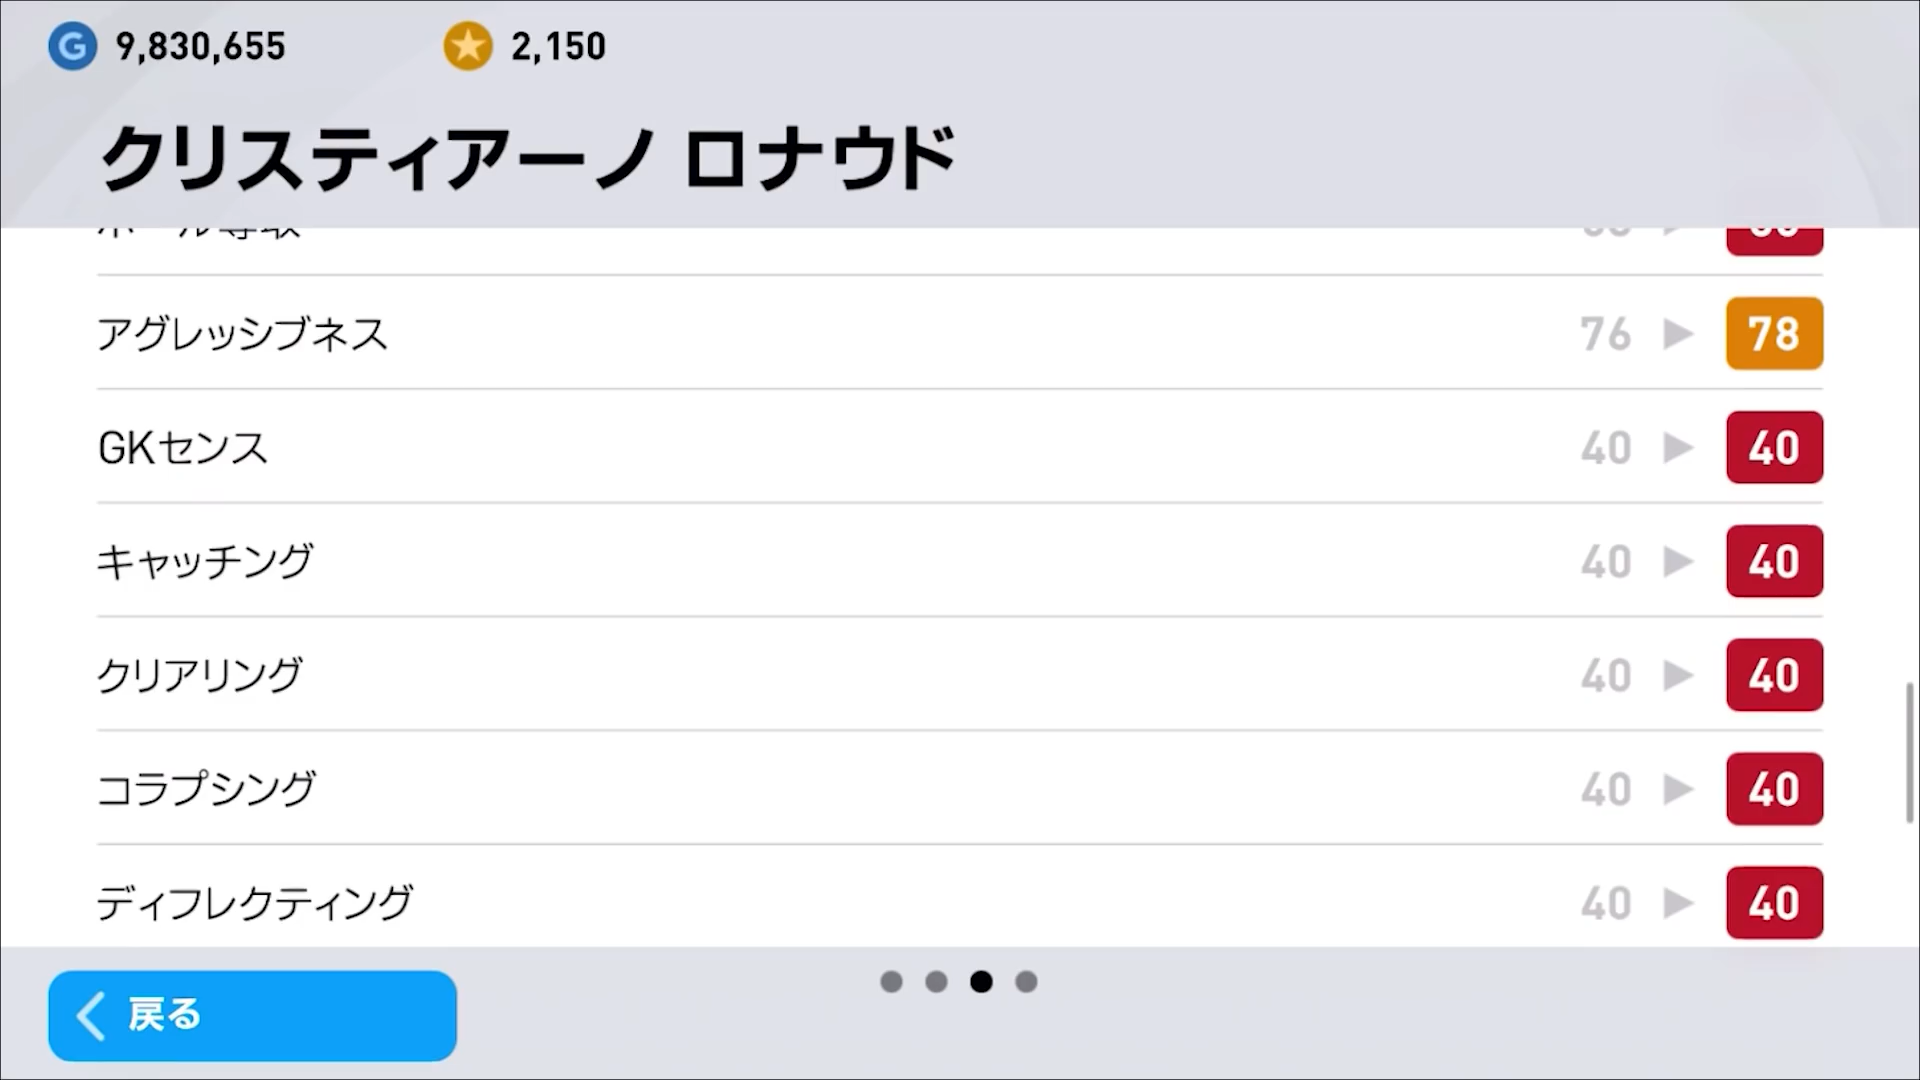 G 9,830,655 2,150
クリスティアーノ ロナウド
アグレッシブネス 76 ▶ 78
GKセンス 40 ▶ 40
キャッチング 40 ▶ 40
クリアリング 40 ▶ 40
コラプシング 40 ▶ 40
ディフレクティング 40 ▶ 40
戻る